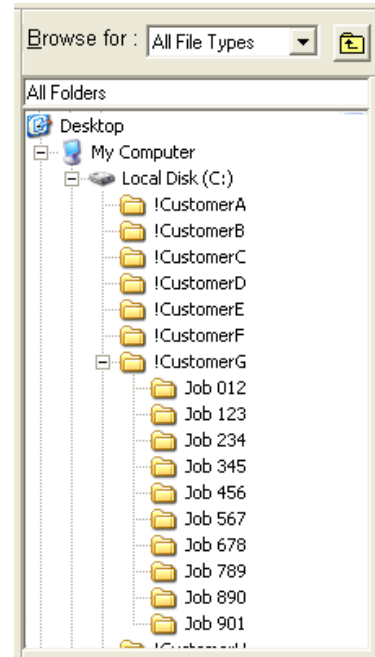 Browse for : All File Types
All Folders
Desktop
My Computer
Local Disk (C:)
!CustomerA
!CustomerB
!CustomerC
!CustomerD
!CustomerE
!CustomerF
!CustomerG
Job 012
Job 123
Job 234
Job 345
Job 456
Job 567
Job 678
Job 789
Job 890
Job 901